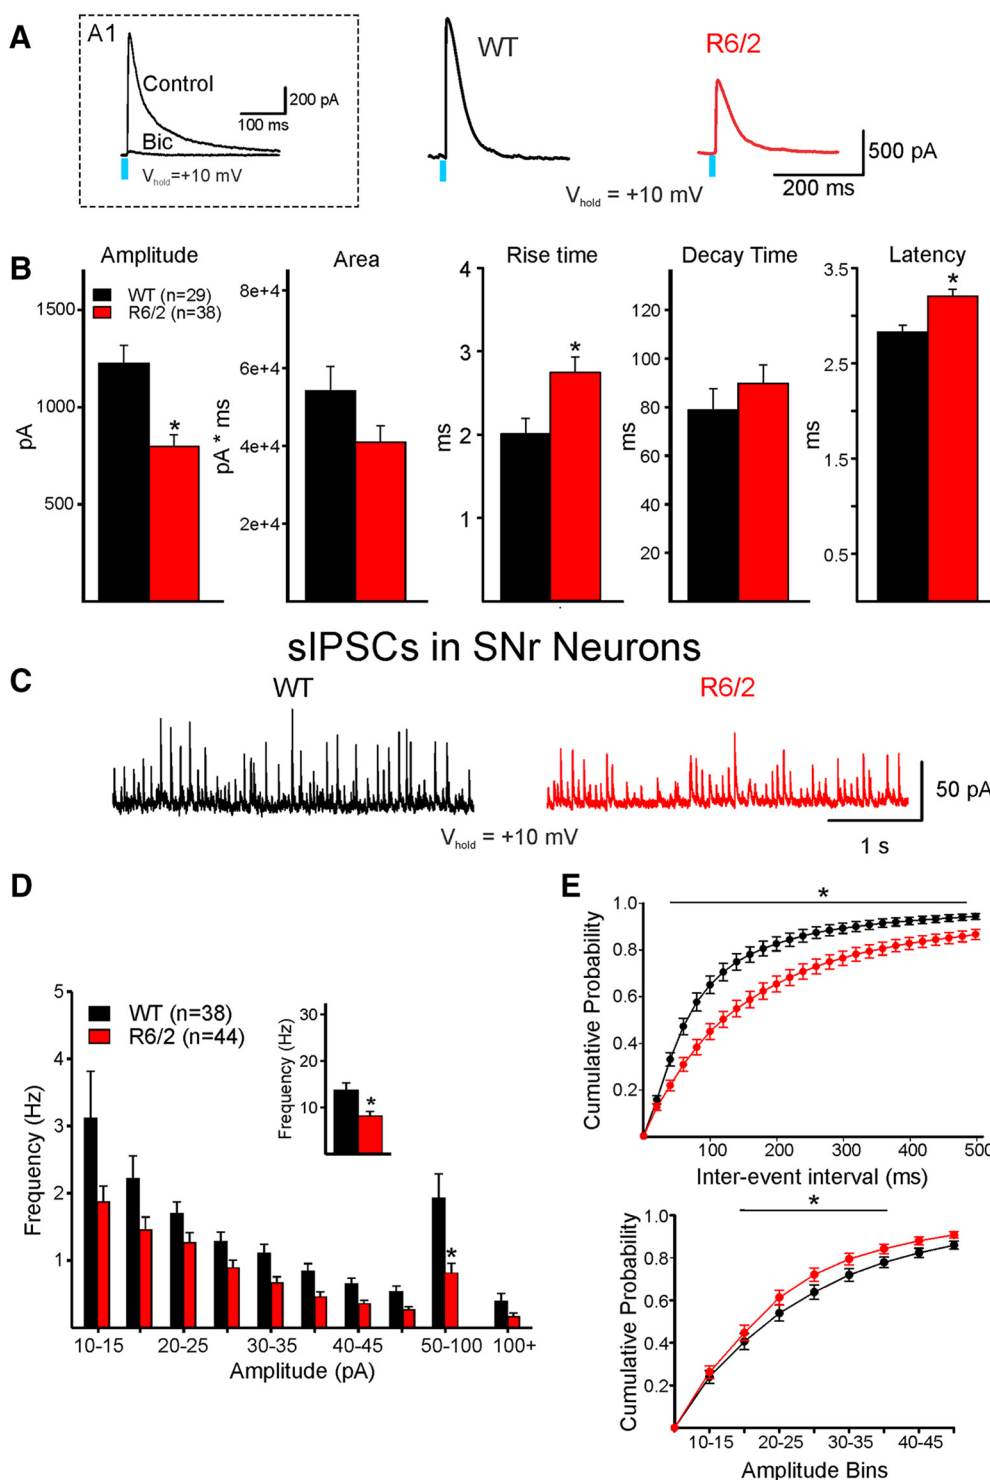 A
A1
Control
Bic
200 pA
100 ms
Vhold=+10 mV
WT
R6/2
500 pA
200 ms
Vhold = +10 mV
B
Amplitude
WT (n=29)
R6/2 (n=38)
1500
1000
500
pA
Area
8e+4
6e+4
4e+4
2e+4
pA * ms
Rise time
4
3
2
1
ms
*
Decay Time
120
100
80
60
40
20
ms
Latency
3.5
2.5
1.5
0.5
ms
*
*
sIPSCs in SNr Neurons
C
WT
R6/2
50 pA
1 s
Vhold = +10 mV
D
5
4
3
2
1
Frequency (Hz)
WT (n=38)
R6/2 (n=44)
30
20
10
Frequency (Hz)
*
*
10-15
20-25
30-35
40-45
50-100
100+
Amplitude (pA)
E
*
1.0
0.8
0.6
0.4
0.2
Cumulative Probability
100
200
300
400
500
Inter-event interval (ms)
*
1.0
0.8
0.6
0.4
0.2
Cumulative Probability
10-15
20-25
30-35
40-45
Amplitude Bins